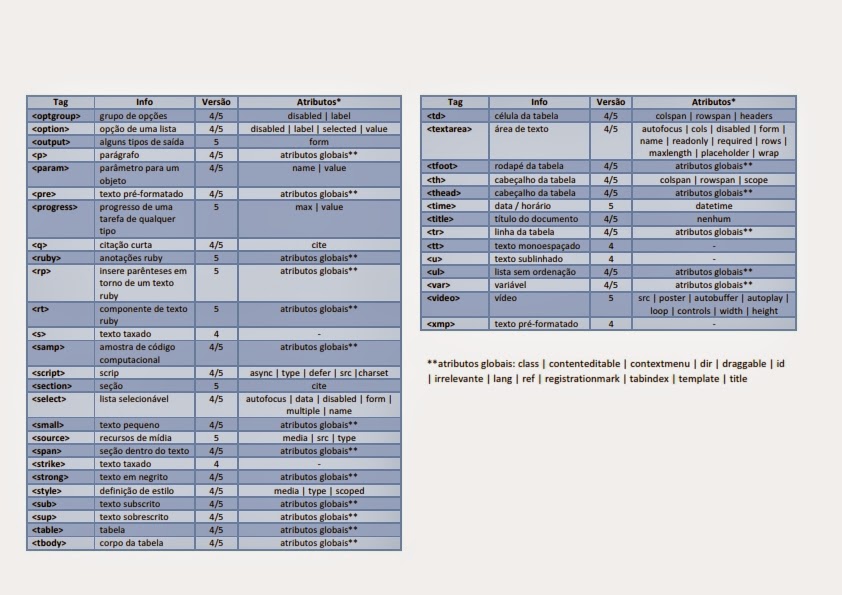 Tag Info Versão Atributos*
<optgroup> grupo de opções 4/5 disabled | label
<option> opção de uma lista 4/5 disabled | label | selected | value
<output> alguns tipos de saída 5 form
<p> parágrafo 4/5 atributos globais**
<param> parâmetro para um 4/5 name | value
objeto
<pre> texto pré-formatado 4/5 atributos globais**
<progress> progresso de uma 5 max | value
tarefa de qualquer
tipo
<q> citação curta 4/5 cite
<ruby> anotações ruby 5 atributos globais**
<rp> insere parênteses em 5 atributos globais**
torno de um texto
ruby
<rt> componente de texto 5 atributos globais**
ruby
<s> texto taxado 4 -
<samp> amostra de código 4/5 atributos globais**
computacional
<script> scrip 4/5 async | type | defer | src |charset
<section> seção 5 cite
<select> lista selecionável 4/5 autofocus | data | disabled | form |
multiple | name
<small> texto pequeno 4/5 atributos globais**
<source> recursos de mídia 5 media | src | type
<span> seção dentro do texto 4/5 atributos globais**
<strike> texto taxado 4 -
<strong> texto em negrito 4/5 atributos globais**
<style> definição de estilo 4/5 media | type | scoped
<sub> texto subscrito 4/5 atributos globais**
<sup> texto sobrescrito 4/5 atributos globais**
<table> tabela 4/5 atributos globais**
<tbody> corpo da tabela 4/5 atributos globais**
Tag Info Versão Atributos*
<td> célula da tabela 4/5 colspan | rowspan | headers
<textarea> área de texto 4/5 autofocus | cols | disabled | form |
name | readonly | required | rows |
maxlength | placeholder | wrap
<tfoot> rodapé da tabela 4/5 atributos globais**
<th> cabeçalho da tabela 4/5 colspan | rowspan | scope
<thead> cabeçalho da tabela 4/5 atributos globais**
<time> data / horário 5 datetime
<title> título do documento 4/5 nenhum
<tr> linha da tabela 4/5 atributos globais**
<tt> texto monoespaçado 4 -
<u> texto sublinhado 4 -
<ul> lista sem ordenação 4/5 atributos globais**
<var> variável 4/5 atributos globais**
<video> vídeo 5 src | poster | autobuffer | autoplay |
loop | controls | width | height
<xmp> texto pré-formatado 4 -
**atributos globais: class | contenteditable | contextmenu | dir | draggable | id
| irrelevante | lang | ref | registrationmark | tabindex | template | title